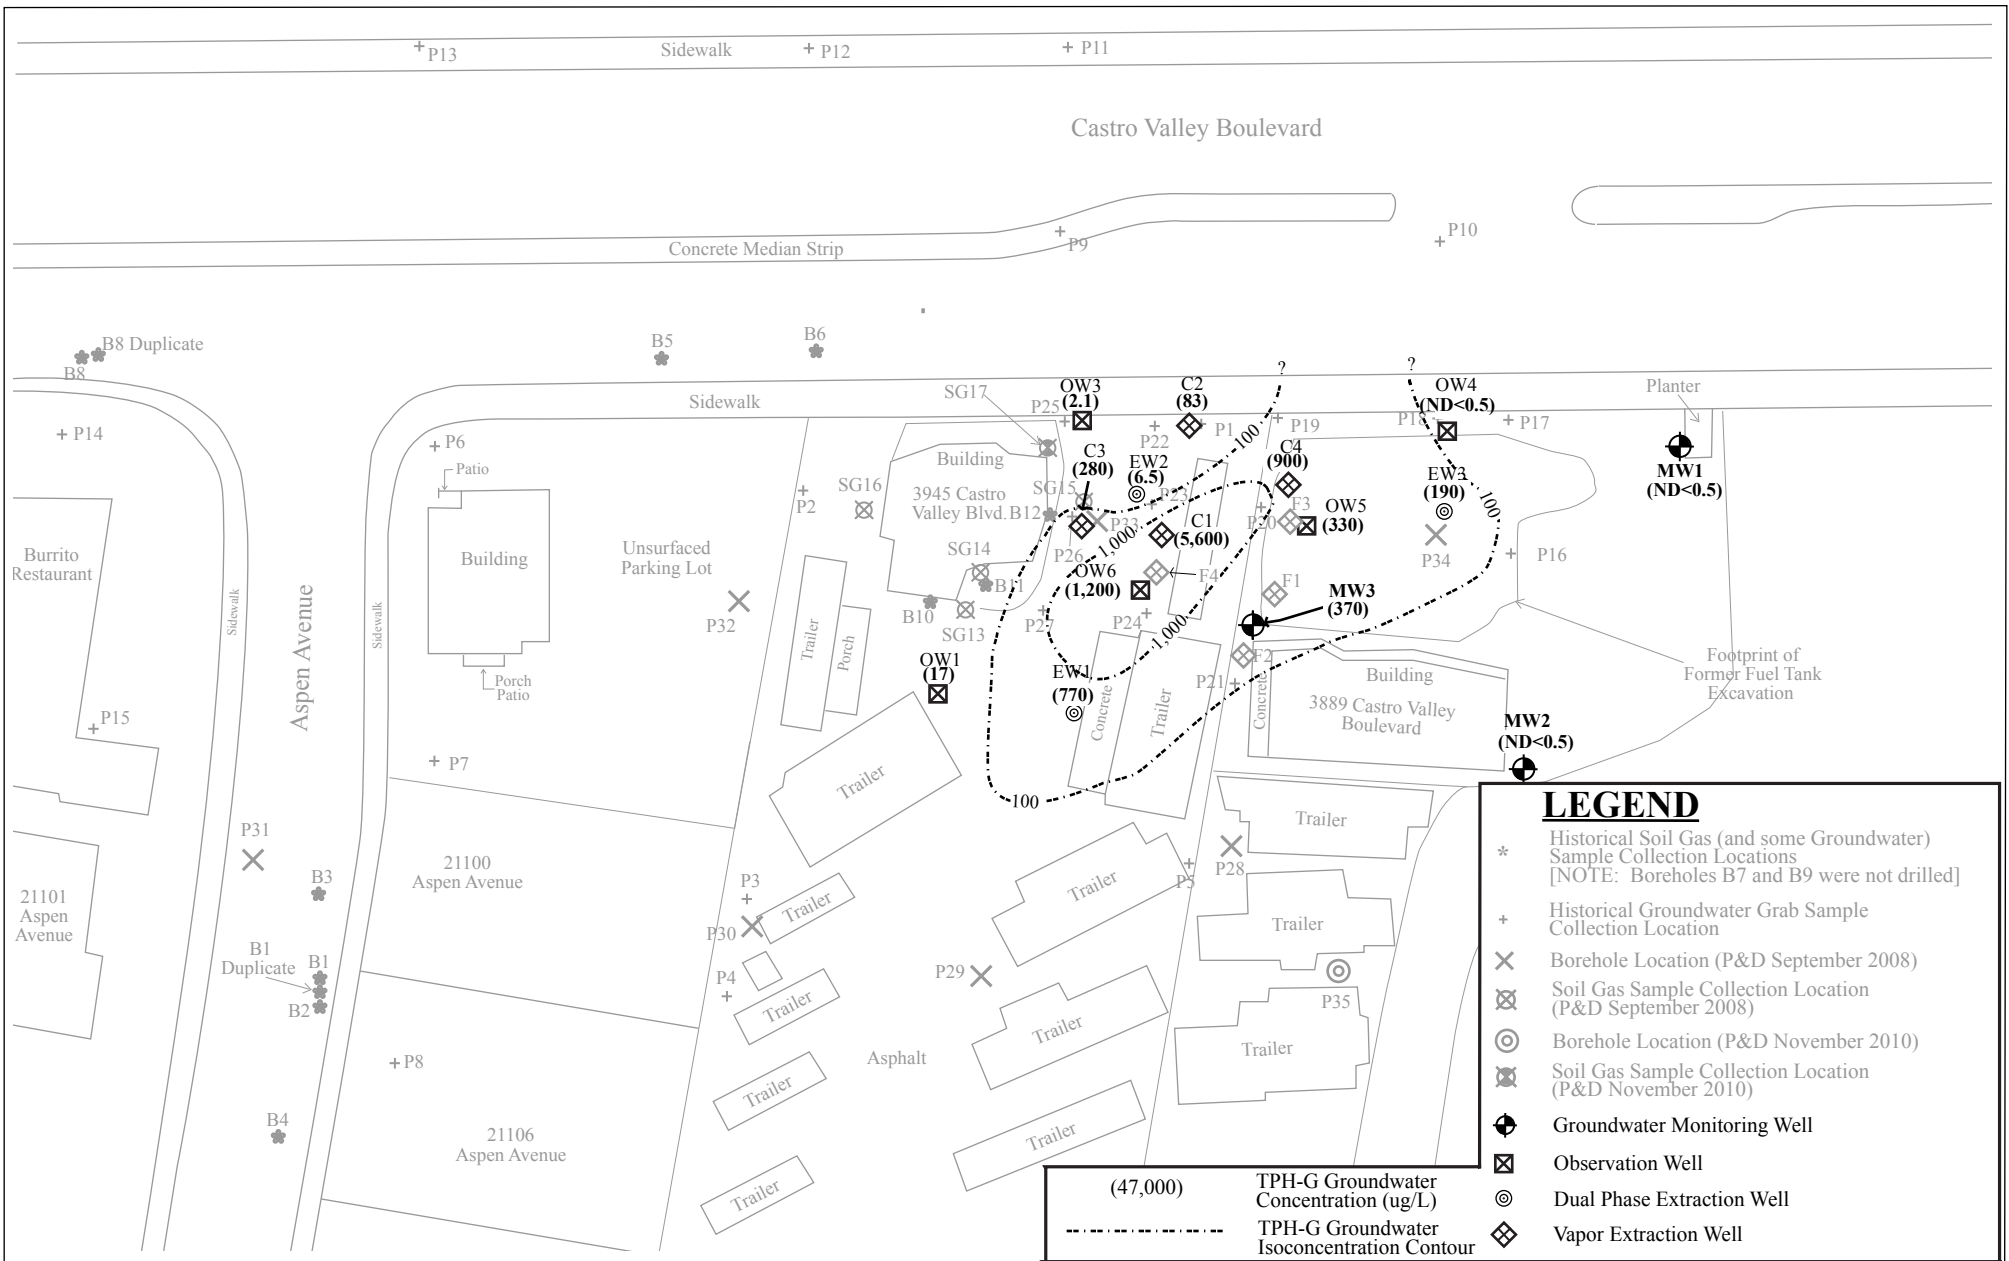 P13
Sidewalk
P12
P11
Castro Valley Boulevard
Concrete Median Strip
P9
P10
B8 Duplicate
B8
B5
B6
?
?
Sidewalk
SG17
P25
OW3
(2.1)
C2
(83)
P22
P1
100
P19
P18
OW4
(ND<0.5)
P17
Planter
P14
P6
Patio
P2
SG16
Building
3945 Castro
Valley Blvd.
B12
SG15
C3
(280)
EW2
(6.5)
P23
C4
(900)
F3
P20
OW5
(330)
EW3
(190)
100
MW1
(ND<0.5)
Burrito
Restaurant
Sidewalk
Aspen Avenue
Sidewalk
Building
Unsurfaced
Parking Lot
P32
SG14
B11
B10
SG13
P26
P33
1,000
C1
(5,600)
OW6
(1,200)
F4
P27
P24
1,000
F1
MW3
(370)
P34
P16
Trailer
Porch
Porch
Patio
OW1
(17)
EW1
(770)
Concrete
Trailer
P21
F2
Concrete
Building
3889 Castro Valley
Boulevard
Footprint of
Former Fuel Tank
Excavation
MW2
(ND<0.5)
P15
P7
Trailer
100
P31
B3
21100
Aspen Avenue
21101
Aspen
Avenue
P3
Trailer
P30
Trailer
P5
P28
Trailer
B1
Duplicate
B1
B2
P4
Trailer
P29
Trailer
Trailer
P35
Trailer
P8
Asphalt
B4
21106
Aspen Avenue
Trailer
Trailer
Trailer
LEGEND
Historical Soil Gas (and some Groundwater)
Sample Collection Locations
[NOTE: Boreholes B7 and B9 were not drilled]
Historical Groundwater Grab Sample
Collection Location
Borehole Location (P&D September 2008)
Soil Gas Sample Collection Location
(P&D September 2008)
Borehole Location (P&D November 2010)
Soil Gas Sample Collection Location
(P&D November 2010)
Groundwater Monitoring Well
Observation Well
Dual Phase Extraction Well
Vapor Extraction Well
(47,000)
TPH-G Groundwater
Concentration (ug/L)
TPH-G Groundwater
Isoconcentration Contour